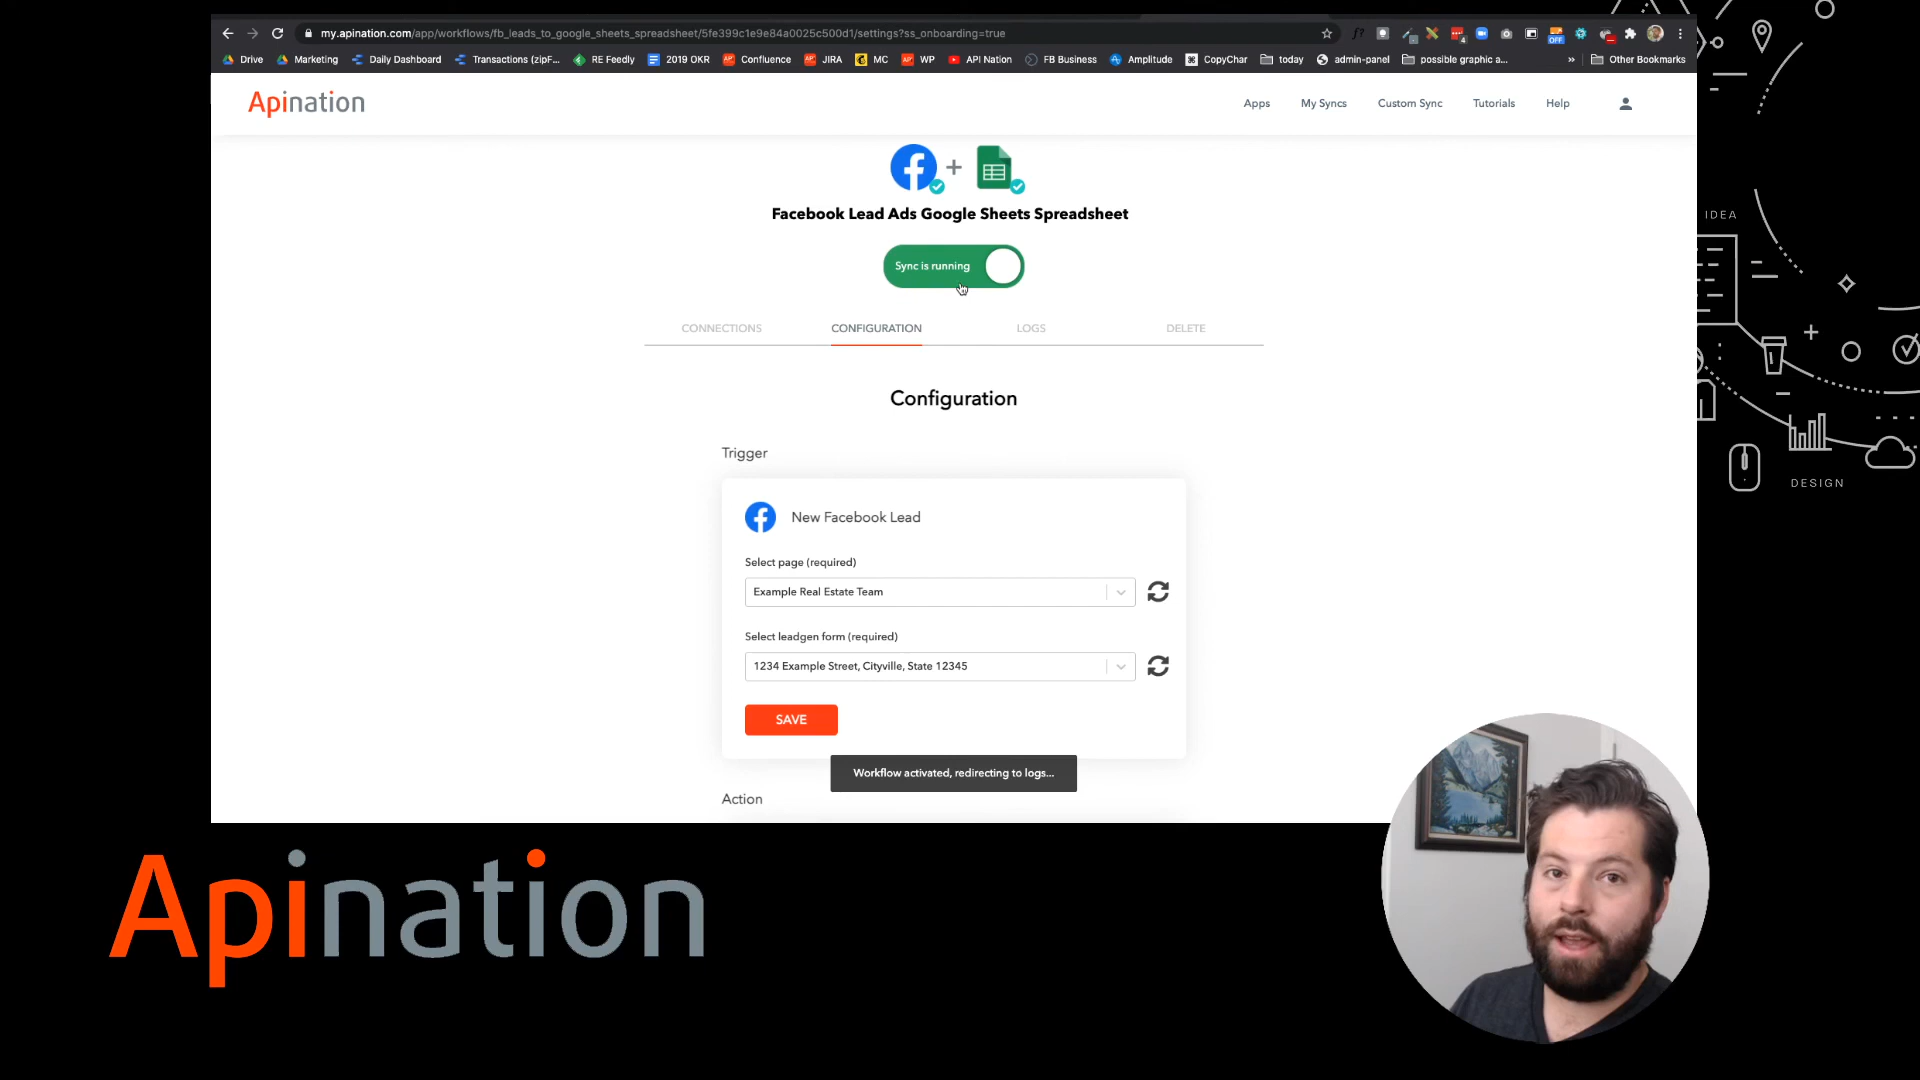 my.apination.com/app/workflows/fb_leads_to_google_sheets_spreadsheet/5fe399c1e9e84a0025c500d1/settings?ss_onboarding=true
Drive Marketing Daily Dashboard Transactions (zipF... RE Feedly 2019 OKR Confluence JIRA MC WP API Nation FB Business Amplitude CopyChar today admin-panel possible graphic a... » Other Bookmarks
Apination
Apps My Syncs Custom Sync Tutorials Help
Facebook Lead Ads Google Sheets Spreadsheet
Sync is running
CONNECTIONS CONFIGURATION LOGS DELETE
Configuration
Trigger
New Facebook Lead
Select page (required)
Example Real Estate Team
Select leadgen form (required)
1234 Example Street, Cityville, State 12345
SAVE
Workflow activated, redirecting to logs...
Action
IDEA
DESIGN
Apination